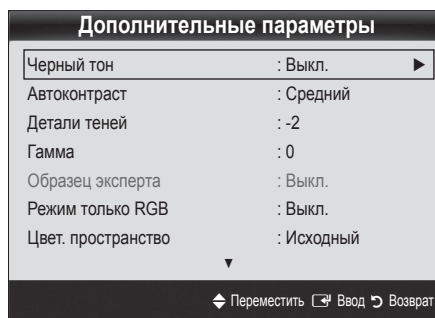 Дополнительные параметры
Черный тон : Выкл. ►
Автоконтраст : Средний
Детали теней : -2
Гамма : 0
Образец эксперта : Выкл.
Режим только RGB : Выкл.
Цвет. пространство : Исходный
▼
Переместить Ввод Возврат